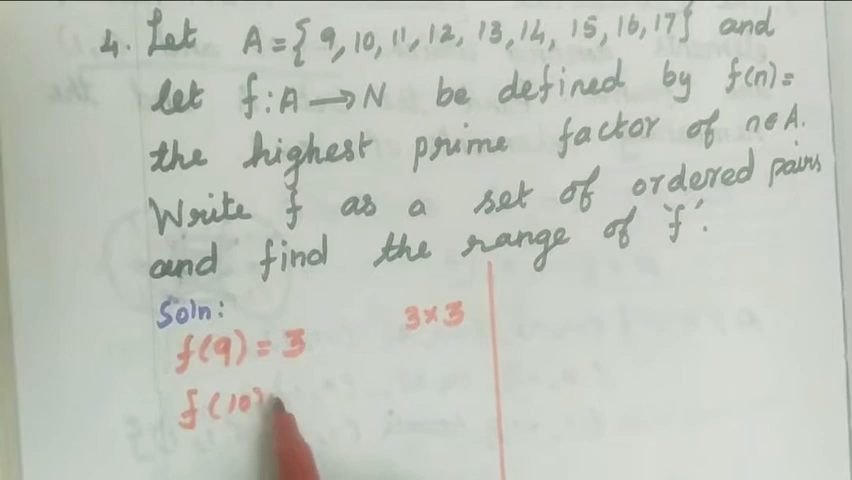 4. Let A={9,10,11,12,13,14,15,16,17} and
let f:A→N be defined by f(n)=
the highest prime factor of n∈A.
Write f as a set of ordered pairs
and find the range of 'f'.
Soln:
f(9)=3 3×3
f(10)